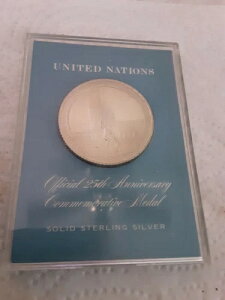 UNITED NATIONS
Official 25th Anniversary
Commemorative Medal
SOLID STERLING SILVER